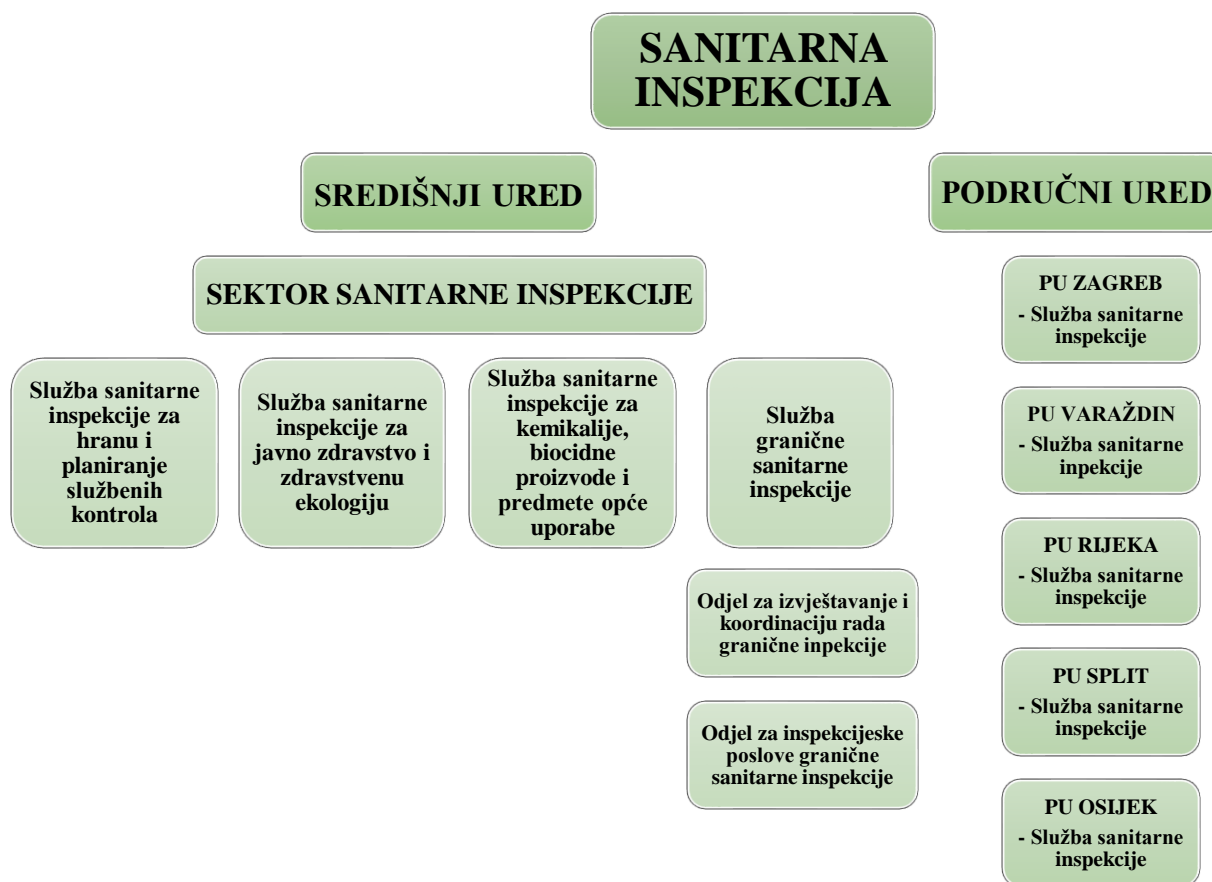 SANITARNA
INSPEKCIJA
SREDIŠNJI URED
PODRUČNI URED
SEKTOR SANITARNE INSPEKCIJE
Služba sanitarne
inspekcije za
hranu i
planiranje
službenih
kontrola
Služba sanitarne
inspekcije za
javno zdravstvo i
zdravstvenu
ekologiju
Služba sanitarne
inspekcije za
kemikalije,
biocidne
proizvode i
predmete opće
uporabe
Služba
granične
sanitarne
inspekcije
Odjel za izvještavanje i
koordinaciju rada
granične inpekcije
Odjel za inspekcijeske
poslove granične
sanitarne inspekcije
PU ZAGREB
- Služba sanitarne
inspekcije
PU VARAŽDIN
- Služba sanitarne
inpekcije
PU RIJEKA
- Služba sanitarne
inspekcije
PU SPLIT
- Služba sanitarne
inspekcije
PU OSIJEK
- Služba sanitarne
inspekcije